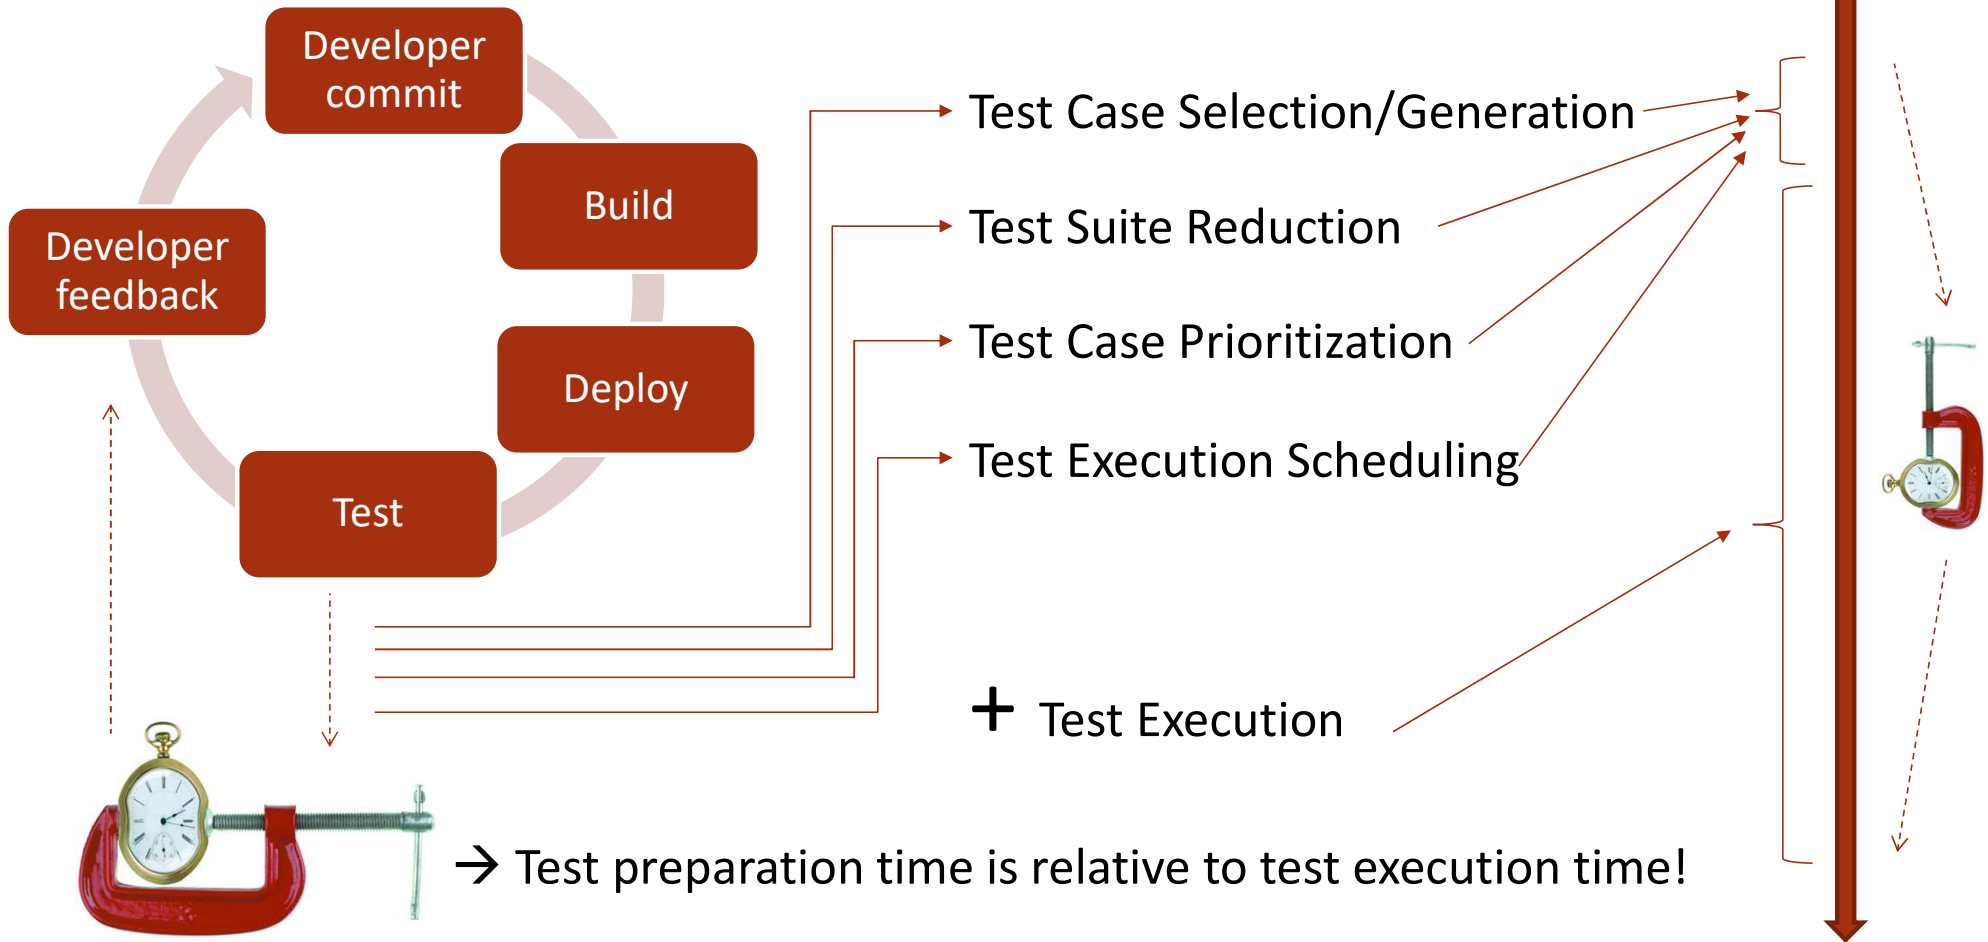 Developer
commit
Build
Developer
feedback
Deploy
Test
Test Case Selection/Generation
Test Suite Reduction
Test Case Prioritization
Test Execution Scheduling
+ Test Execution
→ Test preparation time is relative to test execution time!